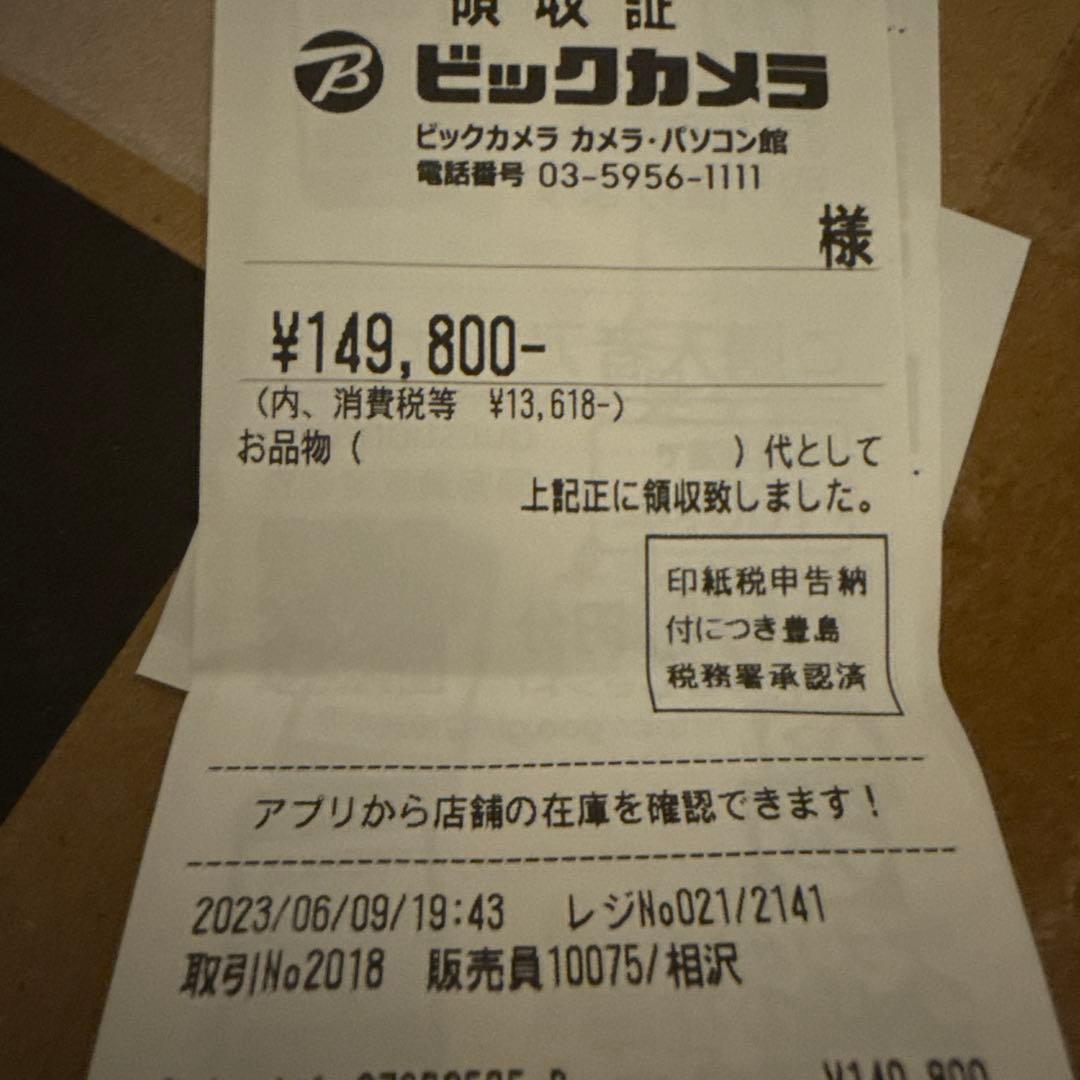 領収証
ビックカメラ
ビックカメラ カメラ・パソコン館
電話番号 03-5956-1111
様
¥149,800-
(内、消費税等 ¥13,618-)
お品物 ( ) 代として
上記正に領収致しました。
印紙税申告納
付につき豊島
税務署承認済
アプリから店舗の在庫を確認できます!
2023/06/09/19:43 レジNo021/2141
取引No2018 販売員10075/相沢
¥149,800